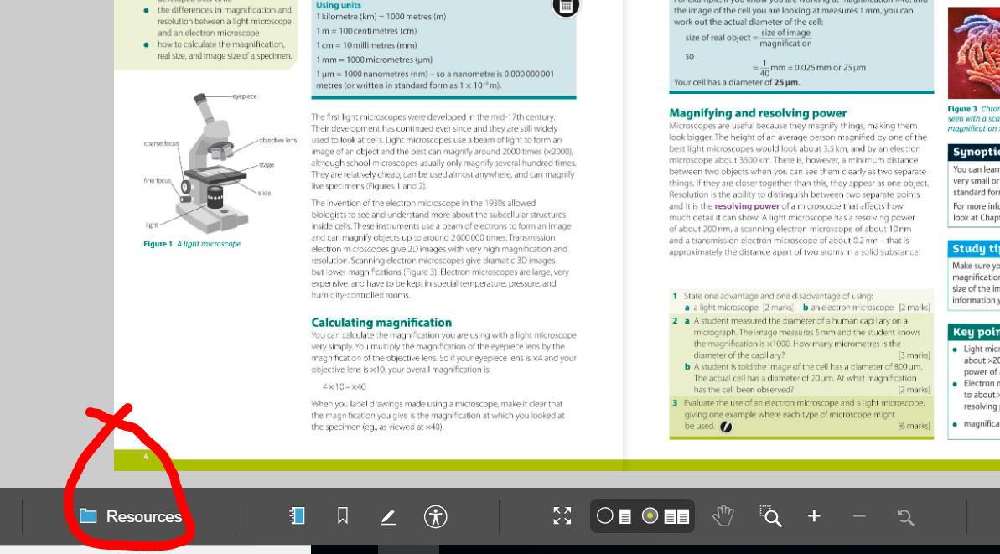 the differences in magnification and
resolution between a light microscope
and an electron microscope
how to calculate the magnification,
real size, and image size of a specimen.
eyepiece
objective lens
coarse focus
stage
fine focus
slide
light
Figure 1 A light microscope
Using units
1 kilometre (km) = 1000 metres (m)
1 m = 100 centimetres (cm)
1 cm = 10 millimetres (mm)
1 mm = 1000 micrometres (µm)
1 µm = 1000 nanometres (nm) – so a nanometre is 0.000 000 001
metres (or written in standard form as 1 × 10⁻⁹ m).
The first light microscopes were developed in the mid-17th century.
Their development has continued ever since and they are still widely
used to look at cells. Light microscopes use a beam of light to form an
image of an object and the best can magnify around 2000 times (×2000),
although school microscopes usually only magnify several hundred times.
They are relatively cheap, can be used almost anywhere, and can magnify
live specimens (Figures 1 and 2).
The invention of the electron microscope in the 1930s allowed
biologists to see and understand more about the subcellular structures
inside cells. These instruments use a beam of electrons to form an image
and can magnify objects up to around 2 000 000 times. Transmission
electron microscopes give 2D images with very high magnification and
resolution. Scanning electron microscopes give dramatic 3D images
but lower magnifications (Figure 3). Electron microscopes are large, very
expensive, and have to be kept in special temperature, pressure, and
humidity-controlled rooms.
Calculating magnification
You can calculate the magnification you are using with a light microscope
very simply. You multiply the magnification of the eyepiece lens by the
magnification of the objective lens. So if your eyepiece lens is ×4 and your
objective lens is ×10, your overall magnification is:
4 × 10 = ×40
When you label drawings made using a microscope, make it clear that
the magnification you give is the magnification at which you looked at
the specimen (eg., as viewed at ×40).
4
the image of the cell you are looking at measures 1 mm, you can
work out the actual diameter of the cell:
size of real object = size of image
magnification
so
= 1/40 mm = 0.025 mm or 25 µm
Your cell has a diameter of 25 µm.
Magnifying and resolving power
Microscopes are useful because they magnify things, making them
look bigger. The height of an average person magnified by one of the
best light microscopes would look about 3.5 km, and by an electron
microscope about 3500 km. There is, however, a minimum distance
between two objects when you can see them clearly as two separate
things. If they are closer together than this, they appear as one object.
Resolution is the ability to distinguish between two separate points
and it is the resolving power of a microscope that affects how
much detail it can show. A light microscope has a resolving power
of about 200 nm, a scanning electron microscope of about 10 nm
and a transmission electron microscope of about 0.2 nm – that is
approximately the distance apart of two atoms in a solid substance!
1 State one advantage and one disadvantage of using:
a a light microscope [2 marks] b an electron microscope. [2 marks]
2 a A student measured the diameter of a human capillary on a
micrograph. The image measures 5 mm and the student knows
the magnification is ×1000. How many micrometres is the
diameter of the capillary? [3 marks]
b A student is told the image of the cell has a diameter of 800 µm.
The actual cell has a diameter of 20 µm. At what magnification
has the cell been observed? [2 marks]
3 Evaluate the use of an electron microscope and a light microscope,
giving one example where each type of microscope might
be used. [6 marks]
Figure 3 Chro
seen with a sca
magnification
Synoptic
You can learn
very small or
standard for
For more info
look at Chapt
Study tip
Make sure yo
magnification
size of the im
information y
Key poin
Light micr
about ×20
power of
Electron m
to about
resolving
magnifica
Resources